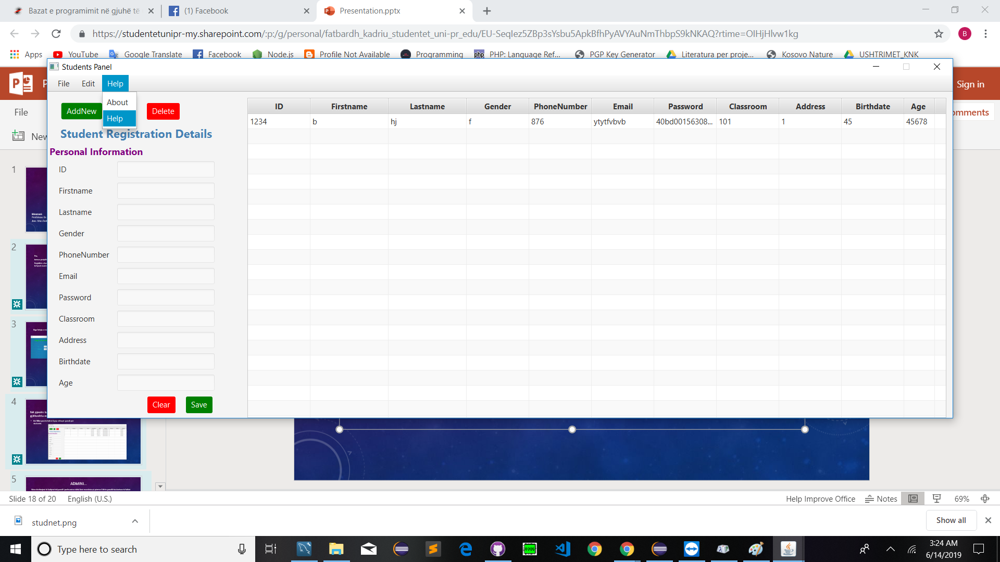 Bazat e programimit në gjuhë të
(1) Facebook
Presentation.pptx
https://studentetunipr-my.sharepoint.com/:p:/g/personal/fatbardh_kadriu_studentet_uni-pr_edu/EU-SeqIez5ZBp3sYsbu5ApkBfhPyAVYAuNmThbpS9kNKAQ?rtime=OIHjHlvw1kg
B
Apps
YouTube
Google Translate
Facebook
Node.js
Profile Not Available
Programming
PHP: Language Ref...
PGP Key Generator
Literatura per proje...
Kosovo Nature
USHTRIMET_KNK
Students Panel
File Edit Help
Sign in
About
Help
AddNew
Delete
File
New
omments
Student Registration Details
Personal Information
ID
Firstname
Lastname
Gender
PhoneNumber
Email
Password
Classroom
Address
Birthdate
Age
Clear Save
ID Firstname Lastname Gender PhoneNumber Email Password Classroom Address Birthdate Age
1234 b hj f 876 ytytfvbvb 40bd00156308... 101 1 45 45678
1
2
3
4
5
ADMINI...
Slide 18 of 20 English (U.S.)
Help Improve Office Notes 69%
studnet.png
Show all
Type here to search
3:24 AM
6/14/2019